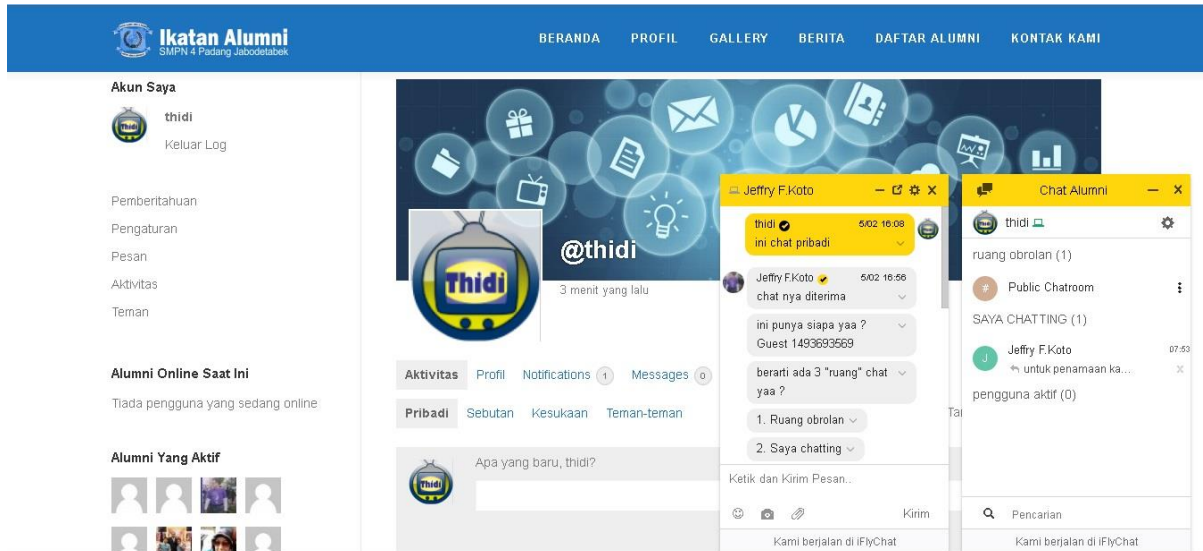 Ikatan Alumni
SMPN 4 Padang Jabodetabek
BERANDA PROFIL GALLERY BERITA DAFTAR ALUMNI KONTAK KAMI
Akun Saya
thidi
Keluar Log
Pemberitahuan
Pengaturan
Pesan
Aktivitas
Teman
Alumni Online Saat Ini
Tiada pengguna yang sedang online
Alumni Yang Aktif
Thidi
Thidi
@thidi
3 menit yang lalu
Aktivitas Profil Notifications 1 Messages 0
Pribadi Sebutan Kesukaan Teman-teman
Thidi
Apa yang baru, thidi?
Jeffry F.Koto
thidi 5/02 16:08
ini chat pribadi
Jeffry F.Koto 5/02 16:56
chat nya diterima
ini punya siapa yaa ?
Guest 1493693569
berarti ada 3 "ruang" chat
yaa ?
1. Ruang obrolan
2. Saya chatting
Ketik dan Kirim Pesan..
Kirim
Kami berjalan di iFlyChat
Chat Alumni
thidi
ruang obrolan (1)
# Public Chatroom
SAYA CHATTING (1)
J Jeffry F.Koto 07:53
untuk penamaan ka...
x
pengguna aktif (0)
Pencarian
Kami berjalan di iFlyChat